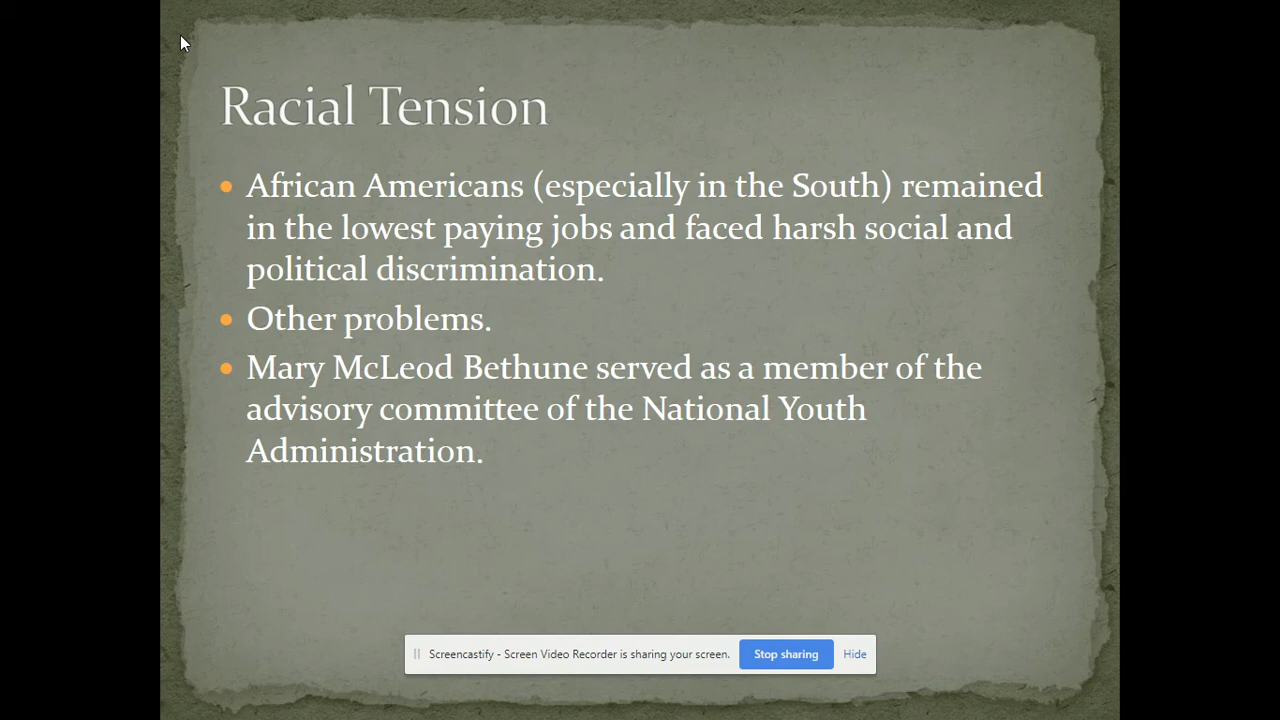 Racial Tension
African Americans (especially in the South) remained
in the lowest paying jobs and faced harsh social and
political discrimination.
Other problems.
Mary McLeod Bethune served as a member of the
advisory committee of the National Youth
Administration.
Screencastify - Screen Video Recorder is sharing your screen. Stop sharing Hide